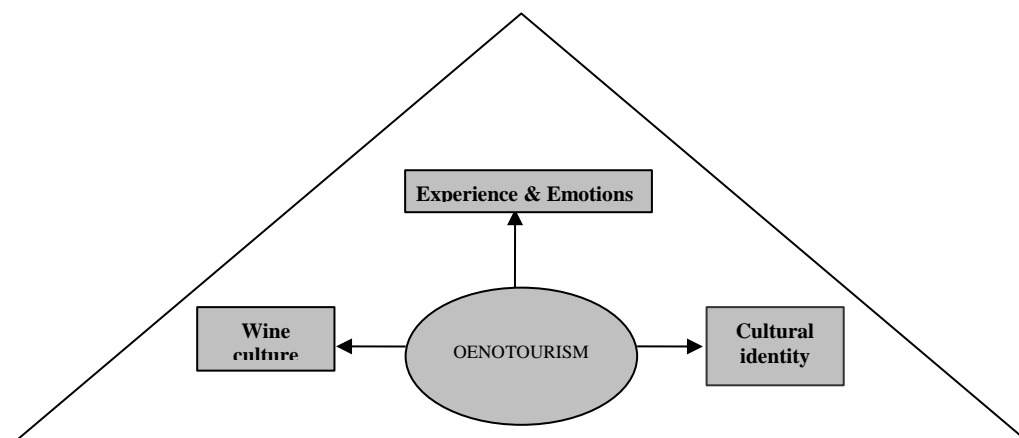 Experience & Emotions
Wine
culture
OENOTOURISM
Cultural
identity